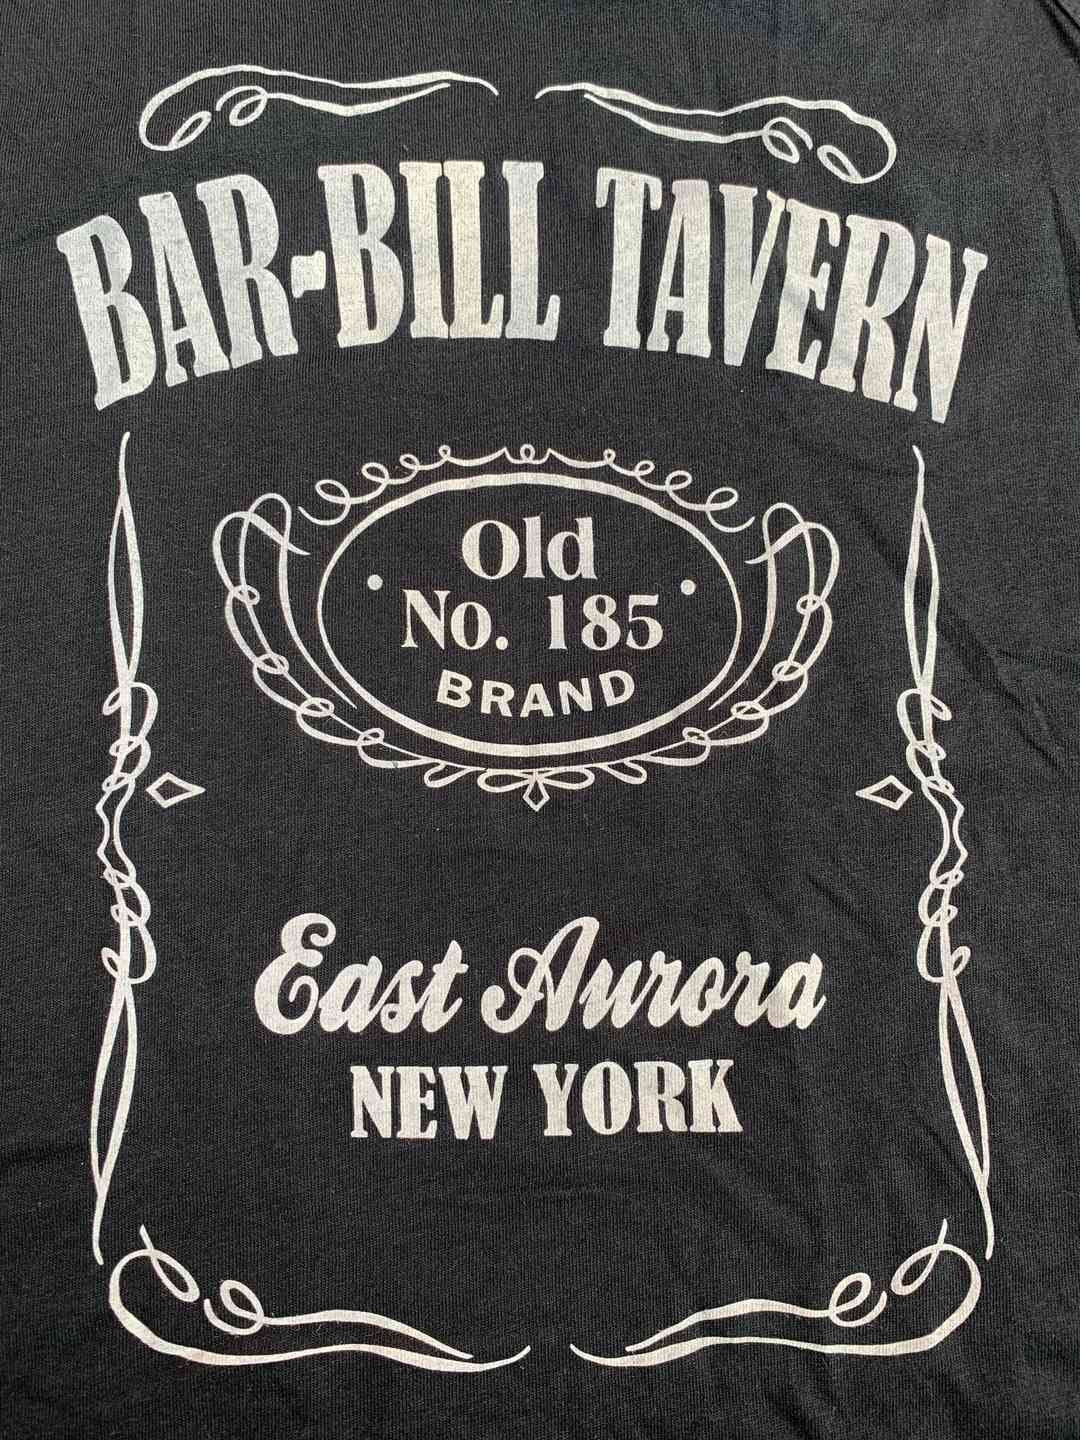 BAR-BILL TAVERN
Old
No. 185
BRAND
East Aurora
NEW YORK